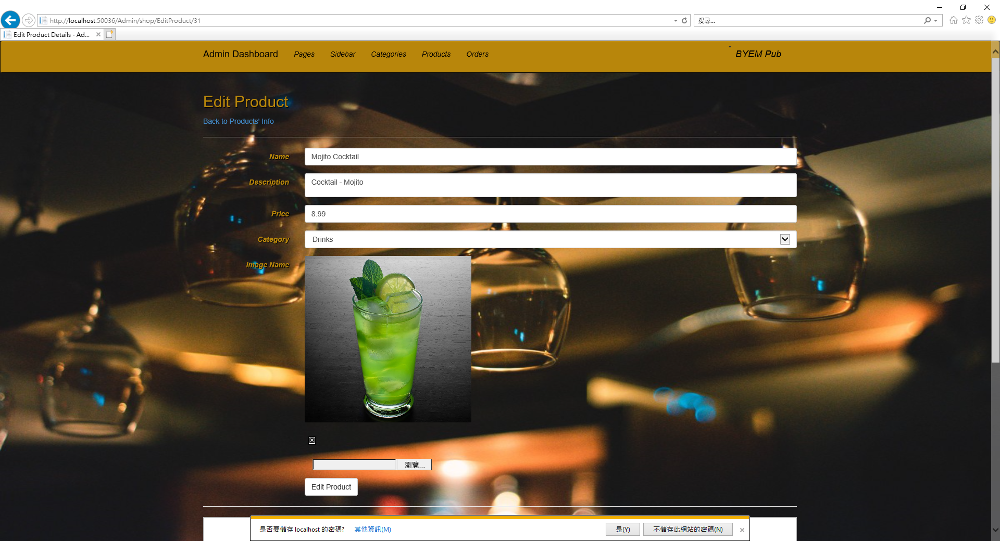 http://localhost:50036/Admin/shop/EditProduct/31
搜尋...
Edit Product Details - Ad...
Admin Dashboard Pages Sidebar Categories Products Orders BYEM Pub
Edit Product
Back to Products' Info
Name Mojito Cocktail
Description Cocktail - Mojito
Price 8.99
Category Drinks
Image Name
瀏覽...
Edit Product
是否要儲存 localhost 的密碼? 其他資訊(M) 是(Y) 不儲存此網站的密碼(N)